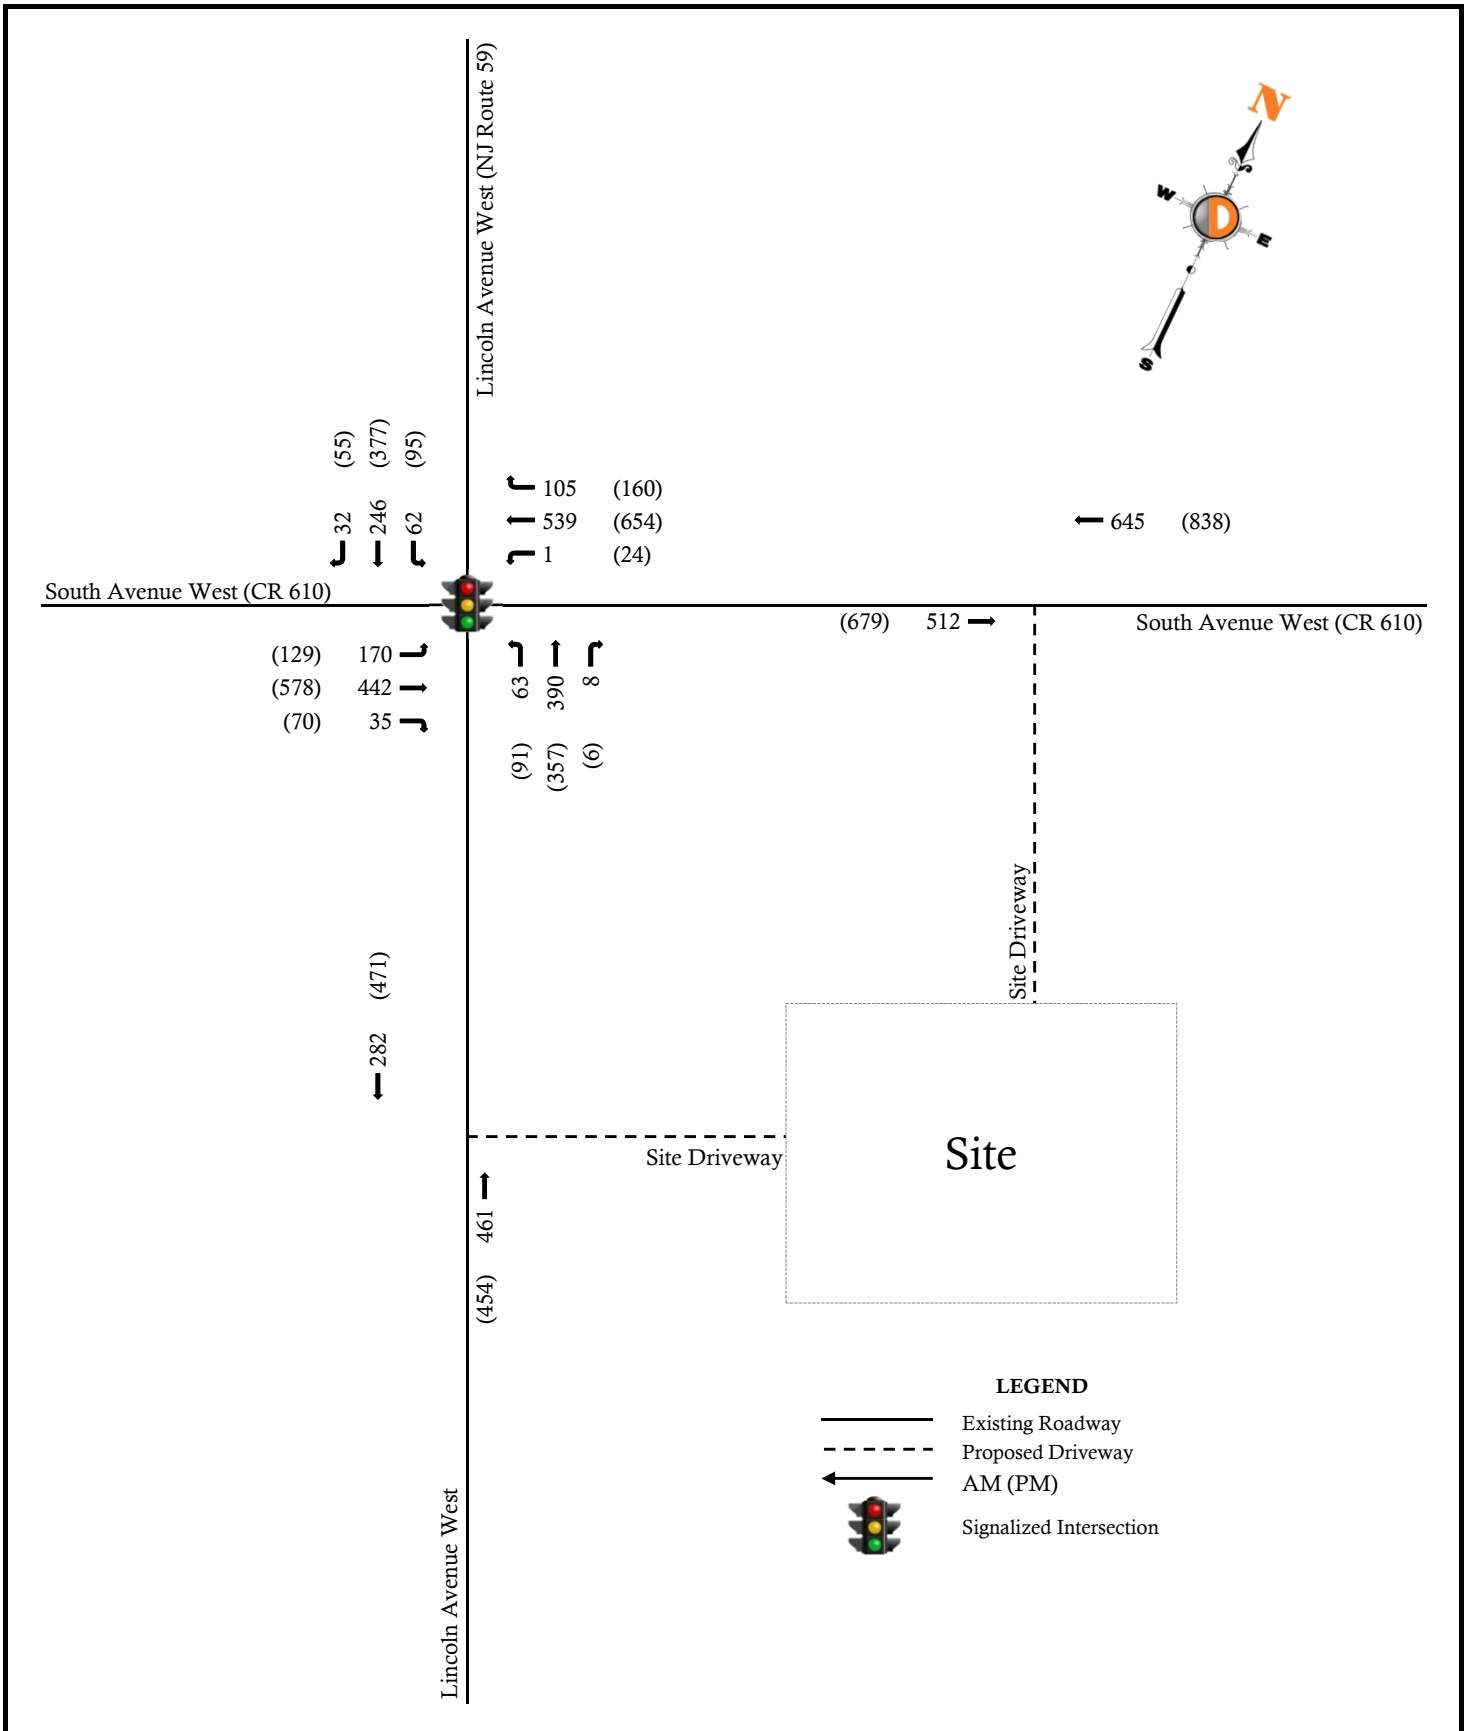 Lincoln Avenue West (NJ Route 59)
N
W
E
D
S
(55)
(377)
(95)
32
246
62
105 (160)
539 (654)
1 (24)
645 (838)
South Avenue West (CR 610)
(679) 512
South Avenue West (CR 610)
(129) 170
(578) 442
(70) 35
63
390
8
(91)
(357)
(6)
Site Driveway
(471)
282
Site Driveway
Site
461
(454)
LEGEND
Existing Roadway
Proposed Driveway
AM (PM)
Signalized Intersection
Lincoln Avenue West